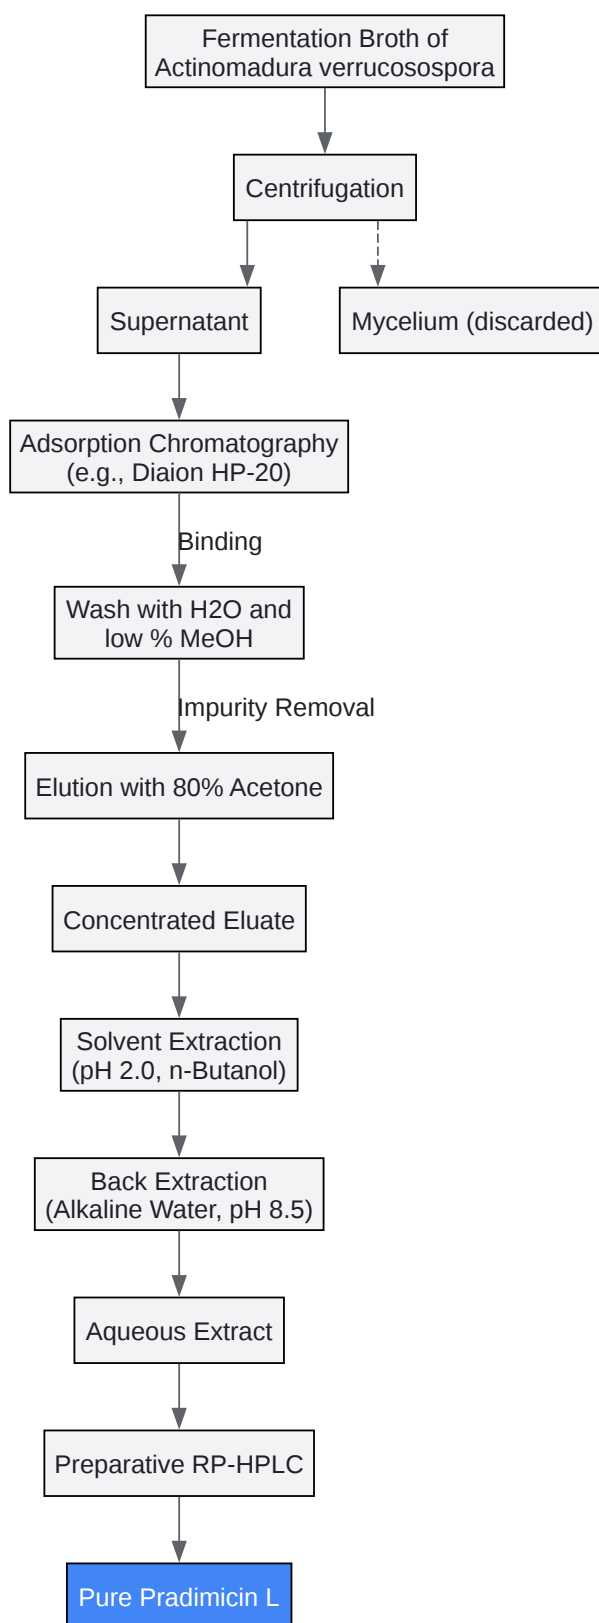 Fermentation Broth of
Actinomadura verrucosospora
Centrifugation
Supernatant
Mycelium (discarded)
Adsorption Chromatography
(e.g., Diaion HP-20)
Binding
Wash with H2O and
low % MeOH
Impurity Removal
Elution with 80% Acetone
Concentrated Eluate
Solvent Extraction
(pH 2.0, n-Butanol)
Back Extraction
(Alkaline Water, pH 8.5)
Aqueous Extract
Preparative RP-HPLC
Pure Pradimicin L